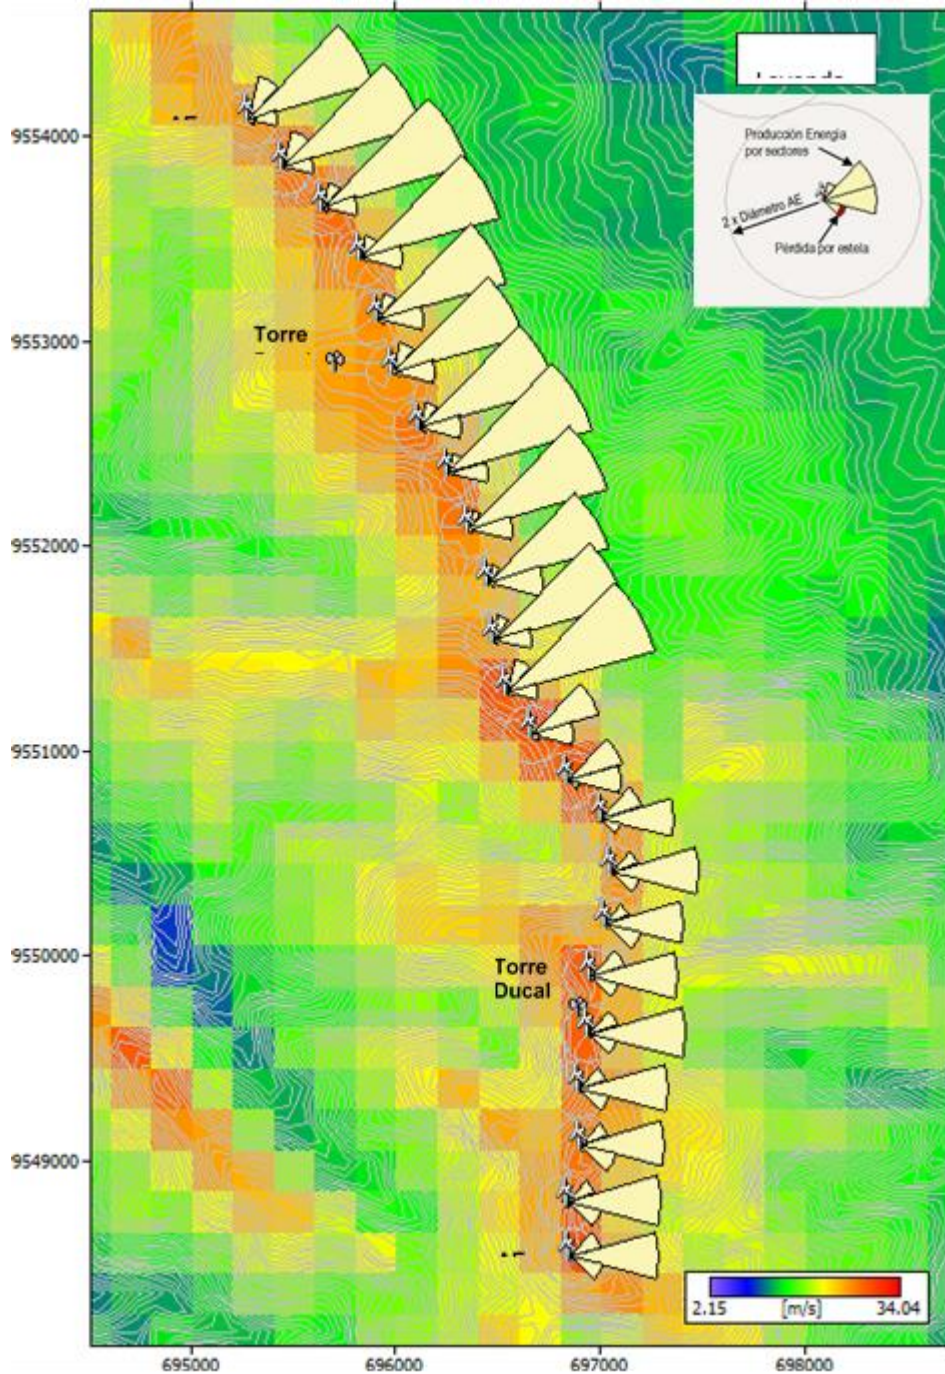 Producción Energía
por sectores
2 x Diámetro AE
Pérdida por estela
9554000
9553000
Torre
9552000
9551000
9550000
Torre
Ducal
9549000
2.15 [m/s] 34.04
695000 696000 697000 698000